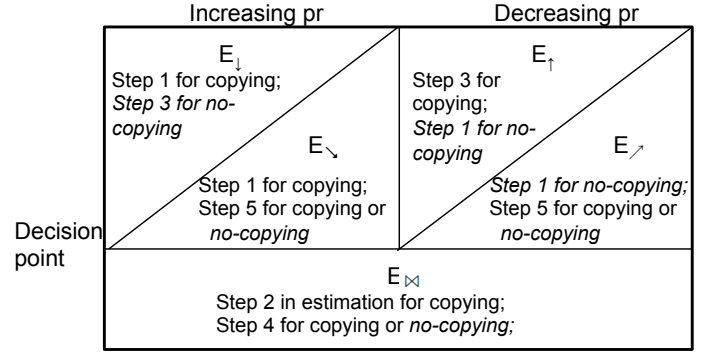 Increasing pr
Decreasing pr
E↓
Step 1 for copying;
Step 3 for no-
copying
E↘
Step 1 for copying;
Step 5 for copying or
no-copying
E↑
Step 3 for
copying;
Step 1 for no-
copying
E↗
Step 1 for no-copying;
Step 5 for copying or
no-copying
Decision
point
E⋈
Step 2 in estimation for copying;
Step 4 for copying or no-copying;